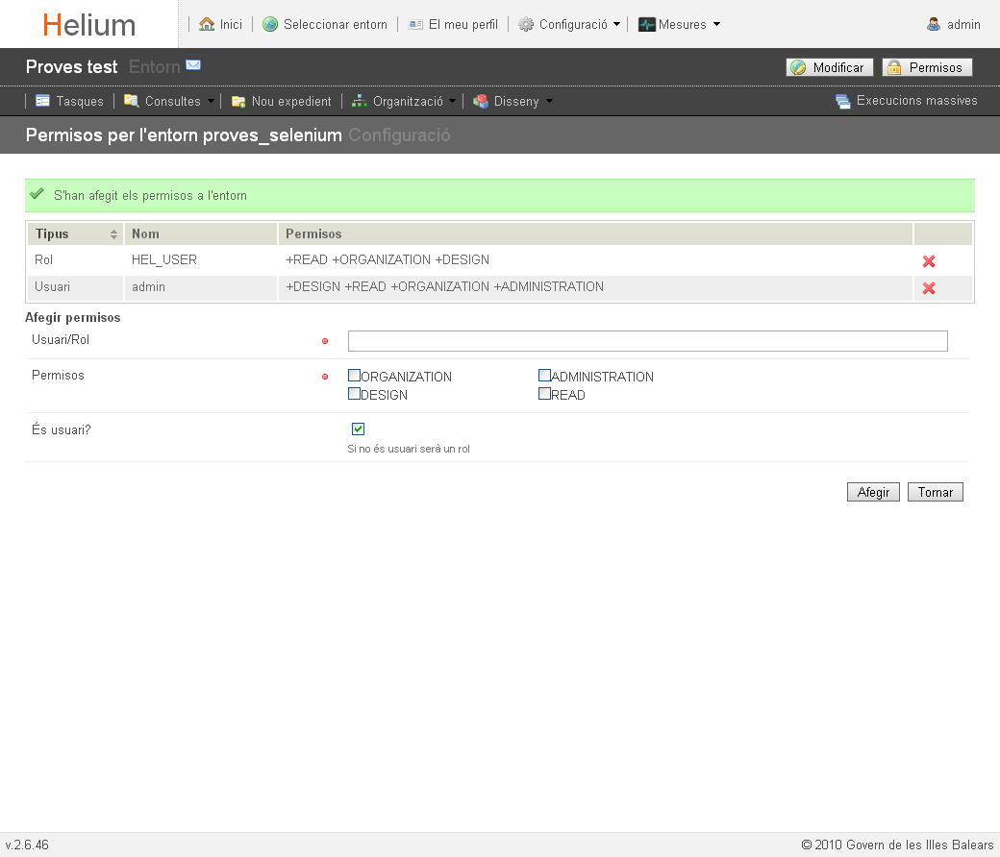 Helium
Inici
Seleccionar entorn
El meu perfil
Configuració
Mesures
admin
Proves test Entorn
Modificar
Permisos
Tasques
Consultes
Nou expedient
Organització
Disseny
Execucions massives
Permisos per l'entorn proves_selenium Configuració
S'han afegit els permisos a l'entorn
Tipus Nom Permisos
Rol HEL_USER +READ +ORGANIZATION +DESIGN
Usuari admin +DESIGN +READ +ORGANIZATION +ADMINISTRATION
Afegir permisos
Usuari/Rol
Permisos
ORGANIZATION ADMINISTRATION
DESIGN READ
És usuari?
Si no és usuari serà un rol
Afegir Tornar
v.2.6.46 © 2010 Govern de les Illes Balears